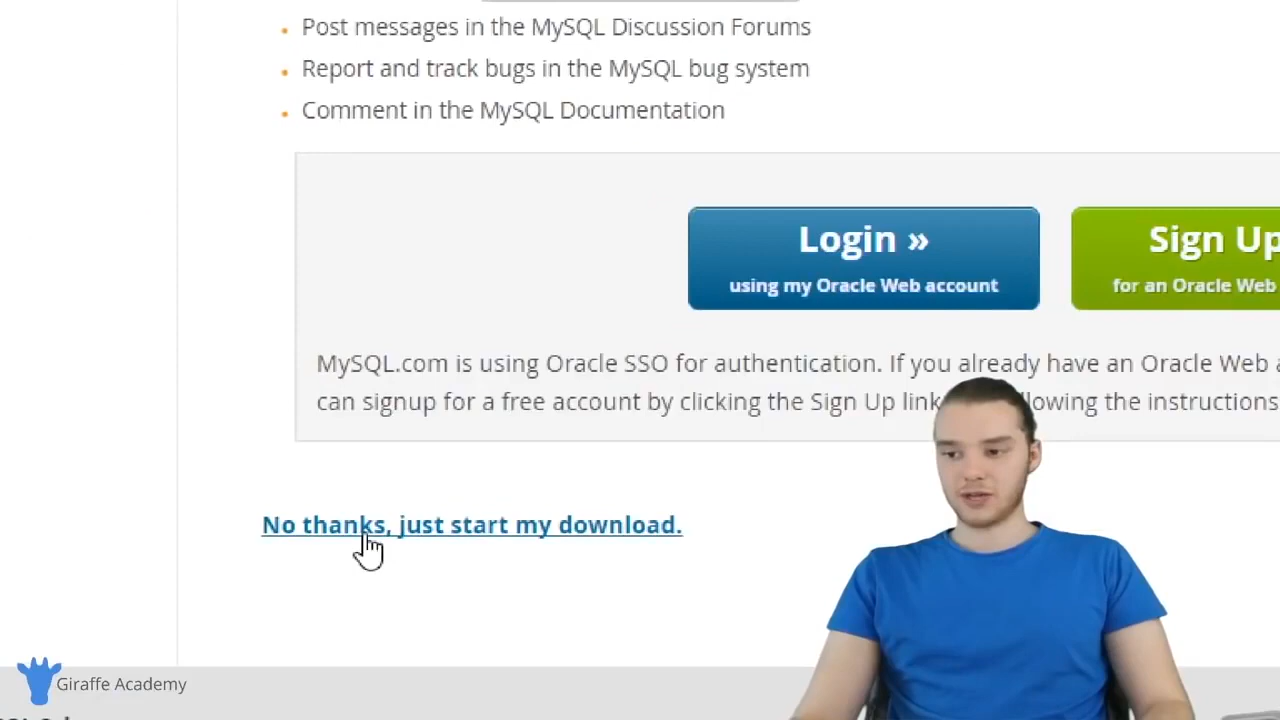 Post messages in the MySQL Discussion Forums
Report and track bugs in the MySQL bug system
Comment in the MySQL Documentation
Login »
using my Oracle Web account
Sign Up
for an Oracle Web
MySQL.com is using Oracle SSO for authentication. If you already have an Oracle Web
can signup for a free account by clicking the Sign Up link the instructions
No thanks, just start my download.
Giraffe Academy